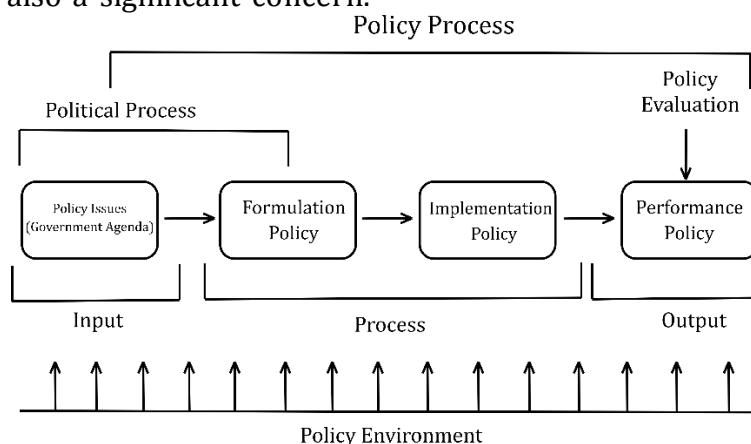 also a significant concern.
Policy Process
Policy
Evaluation
Political Process
Policy Issues
(Government Agenda)
Formulation
Policy
Implementation
Policy
Performance
Policy
Input
Process
Output
Policy Environment